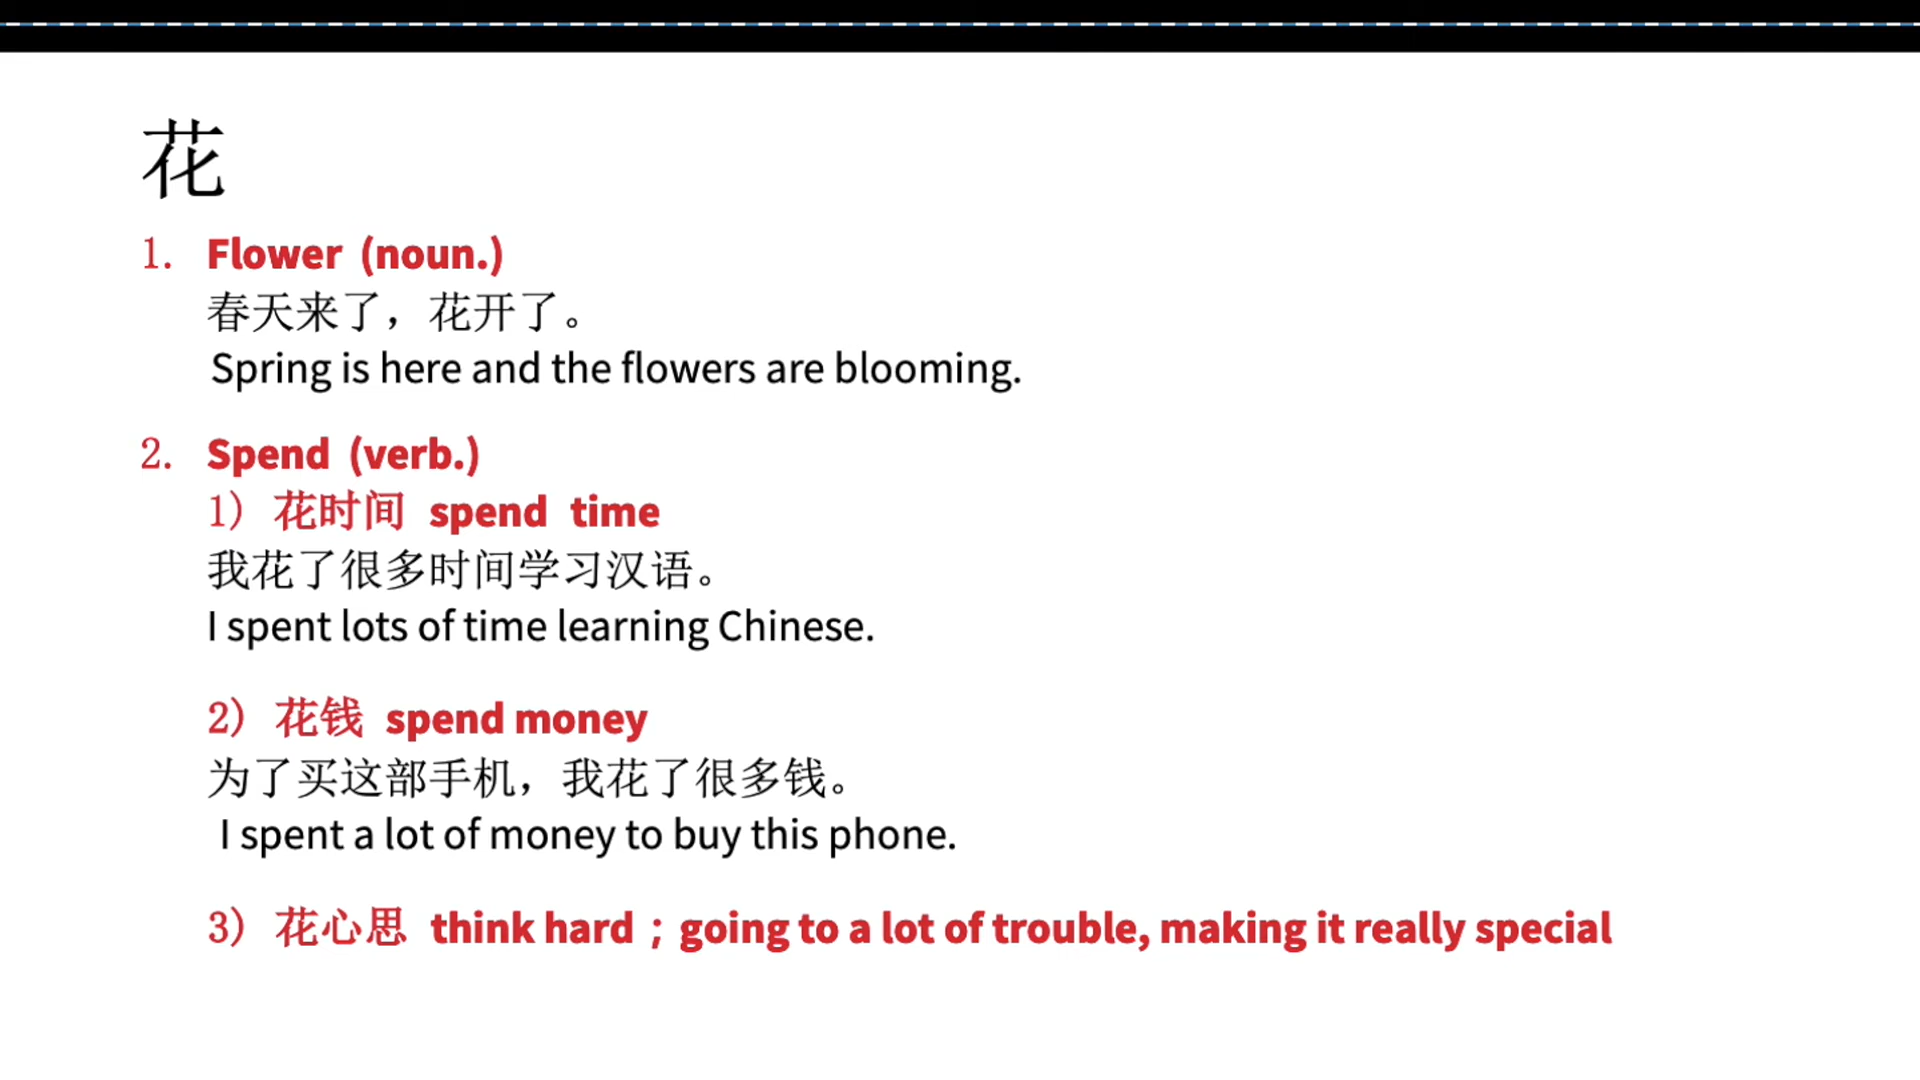 花
1. Flower (noun.)
春天来了，花开了。
Spring is here and the flowers are blooming.
2. Spend (verb.)
1) 花时间 spend time
我花了很多时间学习汉语。
I spent lots of time learning Chinese.
2) 花钱 spend money
为了买这部手机，我花了很多钱。
I spent a lot of money to buy this phone.
3) 花心思 think hard；going to a lot of trouble, making it really special